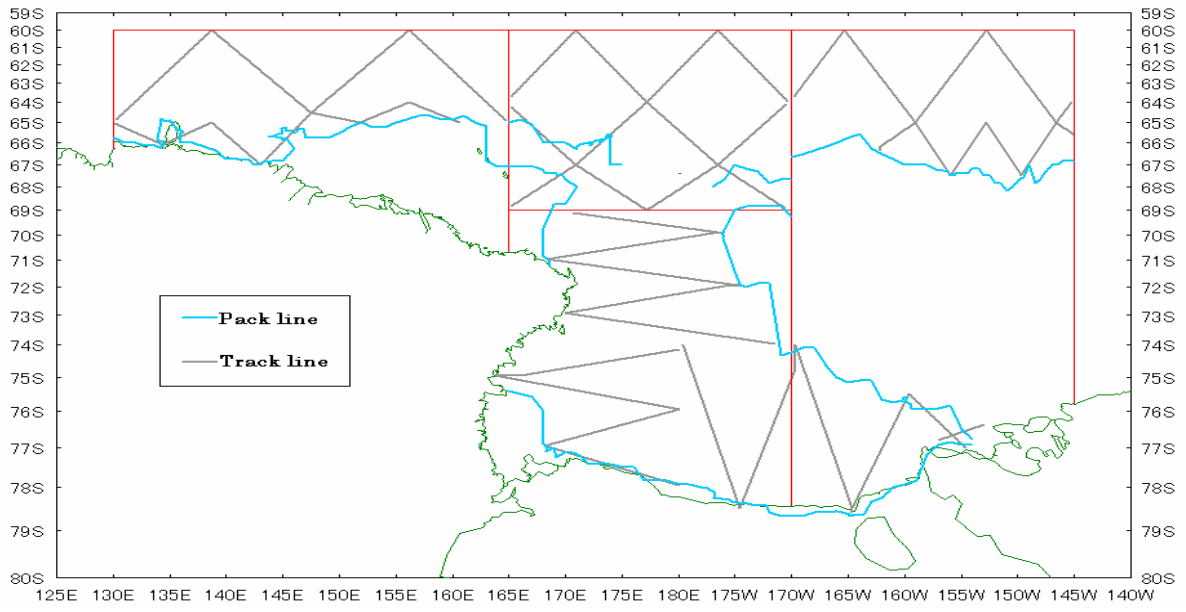 59S 59S
60S 60S
61S 61S
62S 62S
63S 63S
64S 64S
65S 65S
66S 66S
67S 67S
68S 68S
69S 69S
70S 70S
71S 71S
72S 72S
73S 73S
74S 74S
75S 75S
76S 76S
77S 77S
78S 78S
79S 79S
80S 80S
Pack line
Track line
125E 130E 135E 140E 145E 150E 155E 160E 165E 170E 175E 180E 175W 170W 165W 160W 155W 150W 145W 140W